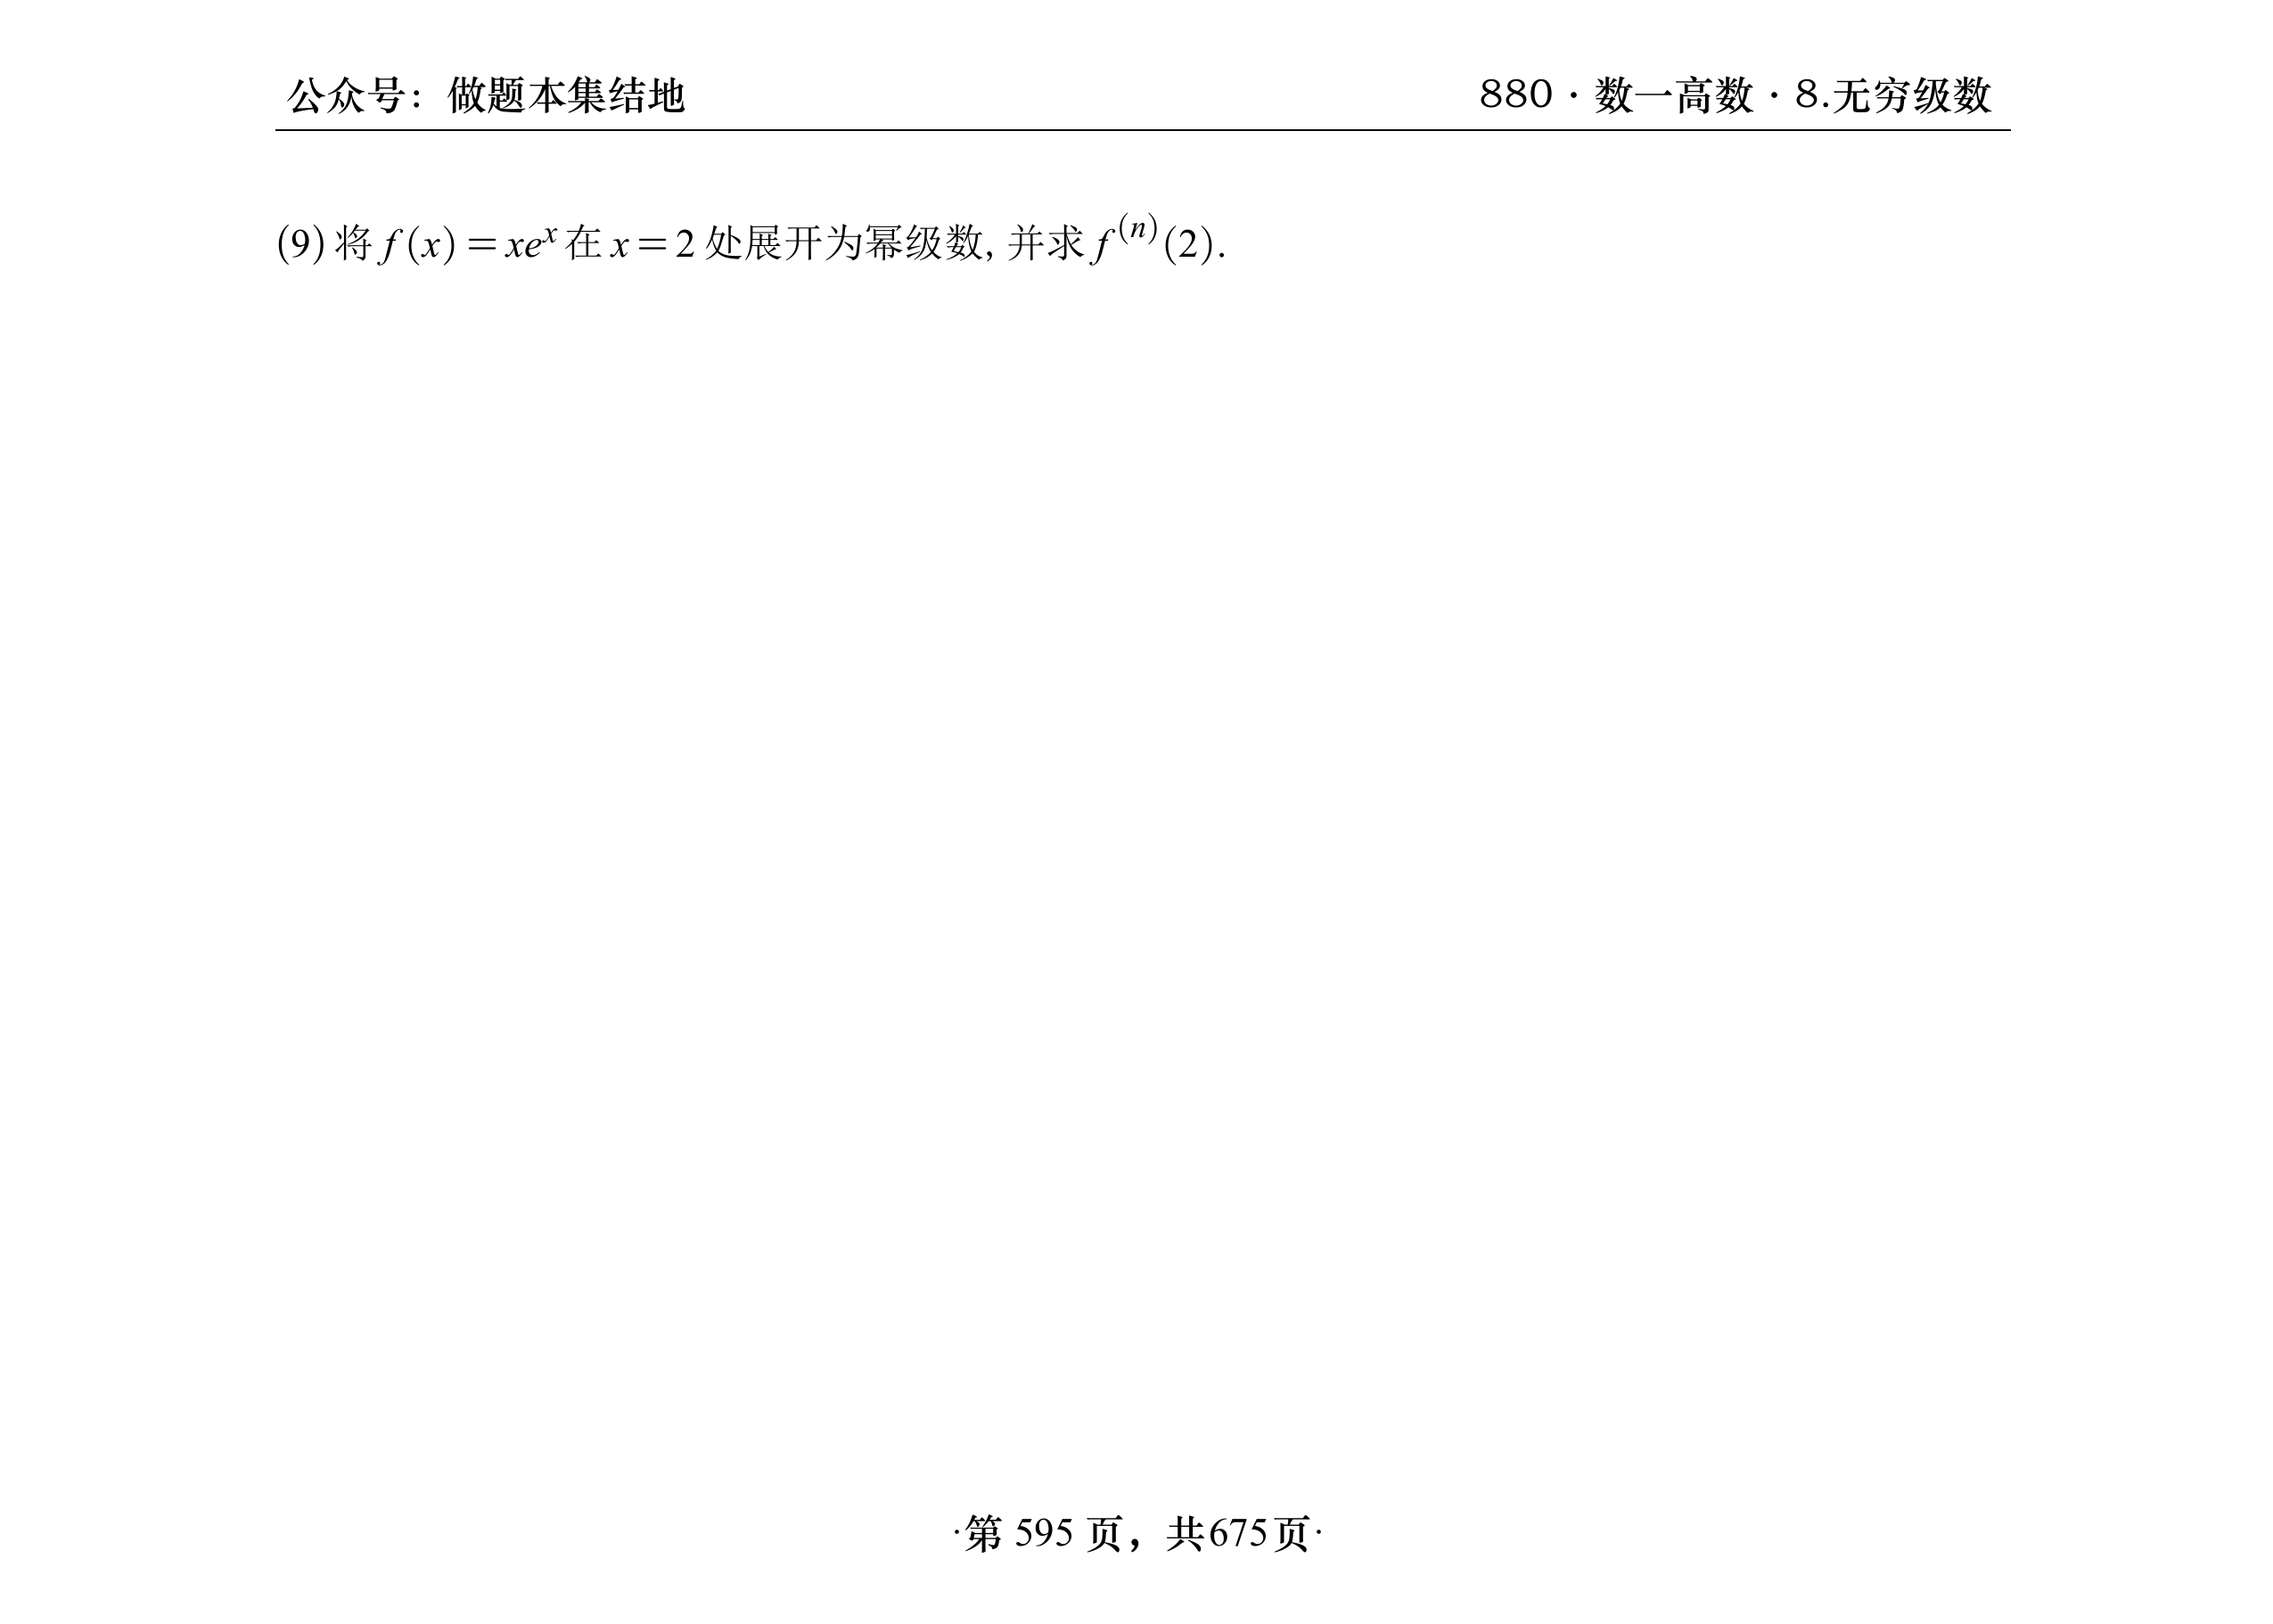 公众号：做题本集结地
880 · 数一高数 · 8.无穷级数
(9) 将 f(x) = xe^x 在 x = 2 处展开为幂级数, 并求 f^(n)(2).
·第 595 页，共675页·